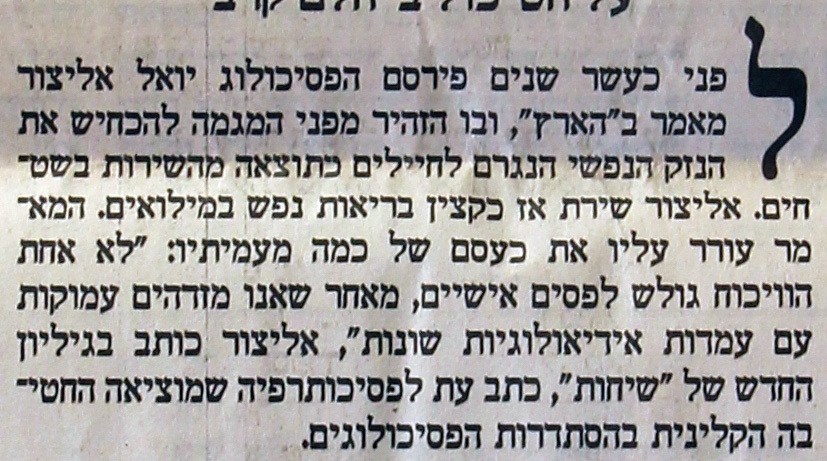 לפני כעשר שנים פירסם הפסיכולוג יואל אליצור
מאמר ב"הארץ", ובו הזהיר מפני המגמה להכחיש את
הנזק הנפשי הנגרם לחיילים כתוצאה מהשירות בשט־
חים. אליצור שירת אז כקצין בריאות נפש במילואים. המא־
מר עורר עליו את כעסם של כמה מעמיתיו: "לא אחת
הוויכוח גולש לפסים אישיים, מאחר שאנו מזדהים עמוקות
עם עמדות אידיאולוגיות שונות", אליצור כותב בגיליון
החדש של "שיחות", כתב עת לפסיכותרפיה שמוציאה החטי־
בה הקלינית בהסתדרות הפסיכולוגים.